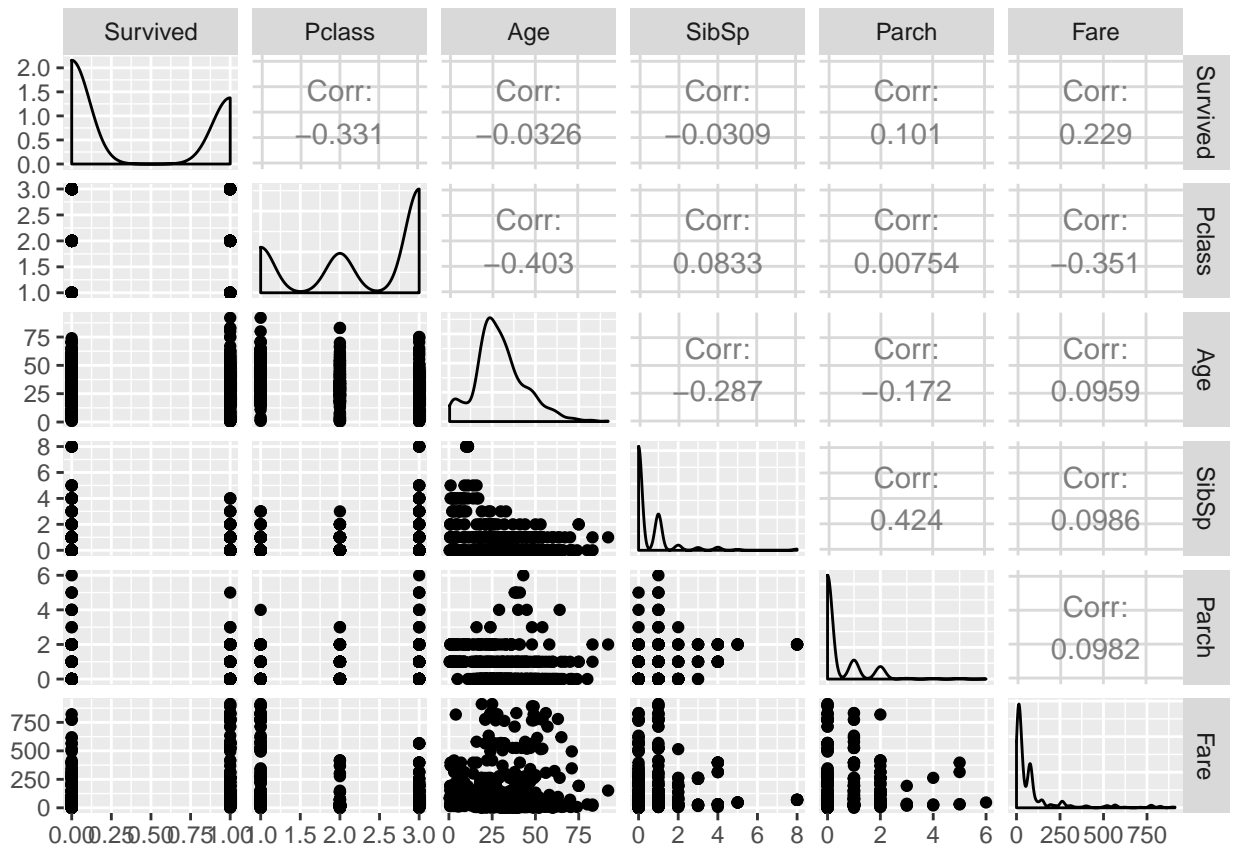 Survived Pclass Age SibSp Parch Fare
2.0
1.5
1.0
0.5
0.0
Corr:
−0.331
Corr:
−0.0326
Corr:
−0.0309
Corr:
0.101
Corr:
0.229
Survived
3.0
2.5
2.0
1.5
1.0
Corr:
−0.403
Corr:
0.0833
Corr:
0.00754
Corr:
−0.351
Pclass
75
50
25
0
Corr:
−0.287
Corr:
−0.172
Corr:
0.0959
Age
8
6
4
2
0
Corr:
0.424
Corr:
0.0986
SibSp
6
4
2
0
Corr:
0.0982
Parch
750
500
250
0
Fare
0.00 0.25 0.50 0.75 1.00 1.0 1.5 2.0 2.5 3.0 0 25 50 75 0 2 4 6 8 0 2 4 6 0 250 500 750